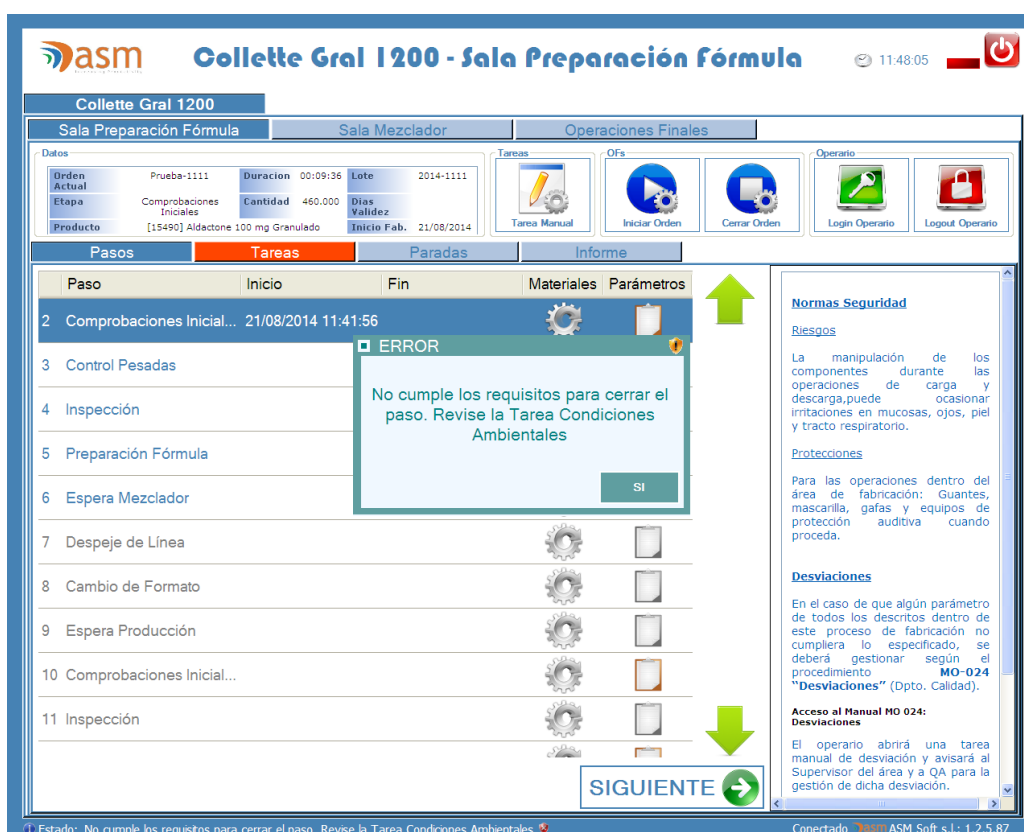 asm
Collette Gral 1200 - Sala Preparación Fórmula
11:48:05
Collette Gral 1200
Sala Preparación Fórmula
Sala Mezclador
Operaciones Finales
Datos
Tareas
OFs
Operario
Orden Actual
Prueba-1111
Duracion
00:09:36
Lote
2014-1111
Etapa
Comprobaciones Iniciales
Cantidad
460.000
Dias Validez
Producto
[15490] Aldactone 100 mg Granulado
Inicio Fab.
21/08/2014
Tarea Manual
Iniciar Orden
Cerrar Orden
Login Operario
Logout Operario
Pasos
Tareas
Paradas
Informe
Paso
Inicio
Fin
Materiales
Parámetros
2 Comprobaciones Inicial... 21/08/2014 11:41:56
3 Control Pesadas
4 Inspección
5 Preparación Fórmula
6 Espera Mezclador
7 Despeje de Línea
8 Cambio de Formato
9 Espera Producción
10 Comprobaciones Inicial...
11 Inspección
ERROR
No cumple los requisitos para cerrar el
paso. Revise la Tarea Condiciones
Ambientales
SI
SIGUIENTE
Normas Seguridad
Riesgos
La manipulación de los
componentes durante las
operaciones de carga y
descarga,puede ocasionar
irritaciones en mucosas, ojos, piel
y tracto respiratorio.
Protecciones
Para las operaciones dentro del
área de fabricación: Guantes,
mascarilla, gafas y equipos de
protección auditiva cuando
proceda.
Desviaciones
En el caso de que algún parámetro
de todos los descritos dentro de
este proceso de fabricación no
cumpliera lo especificado, se
deberá gestionar según el
procedimiento MO-024
"Desviaciones" (Dpto. Calidad).
Acceso al Manual MO 024:
Desviaciones
El operario abrirá una tarea
manual de desviación y avisará al
Supervisor del área y a QA para la
gestión de dicha desviación.
Estado: No cumple los requisitos para cerrar el paso. Revise la Tarea Condiciones Ambientales
Conectado
asm
ASM Soft s.l.: 1.2.5.87